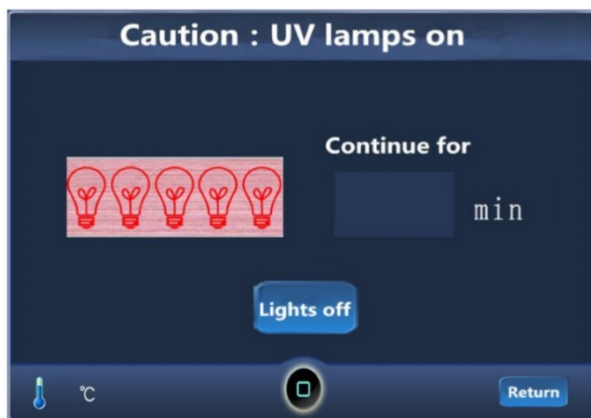 Caution : UV lamps on
Continue for
min
Lights off
℃
Return